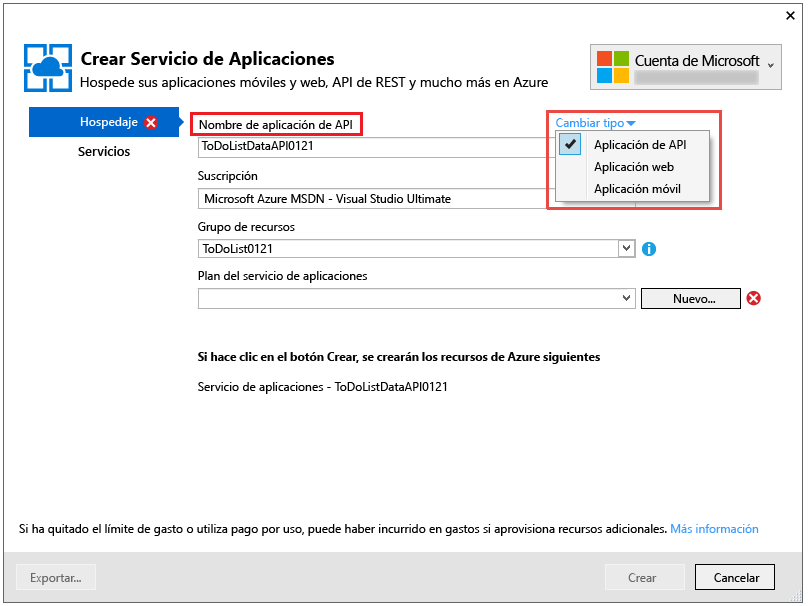 Crear Servicio de Aplicaciones
Hospede sus aplicaciones móviles y web, API de REST y mucho más en Azure
Cuenta de Microsoft
Hospedaje
Servicios
Nombre de aplicación de API
Cambiar tipo
ToDoListDataAPI0121
Aplicación de API
Aplicación web
Aplicación móvil
Suscripción
Microsoft Azure MSDN - Visual Studio Ultimate
Grupo de recursos
ToDoList0121
Plan del servicio de aplicaciones
Nuevo...
Si hace clic en el botón Crear, se crearán los recursos de Azure siguientes
Servicio de aplicaciones - ToDoListDataAPI0121
Si ha quitado el límite de gasto o utiliza pago por uso, puede haber incurrido en gastos si aprovisiona recursos adicionales. Más información
Exportar...
Crear
Cancelar